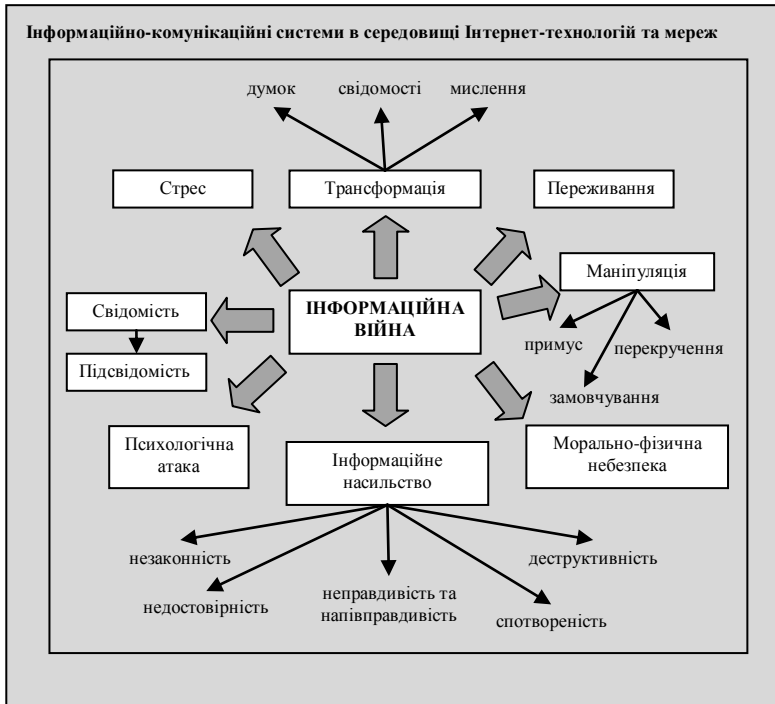 Інформаційно-комунікаційні системи в середовищі Інтернет-технологій та мереж
думок
свідомості
мислення
Стрес
Трансформація
Переживання
Маніпуляція
Свідомість
ІНФОРМАЦІЙНА
ВІЙНА
примус
перекручення
Підсвідомість
замовчування
Психологічна
атака
Інформаційне
насильство
Морально-фізична
небезпека
незаконність
деструктивність
недостовірність
неправдивість та
напівправдивість
спотвореність